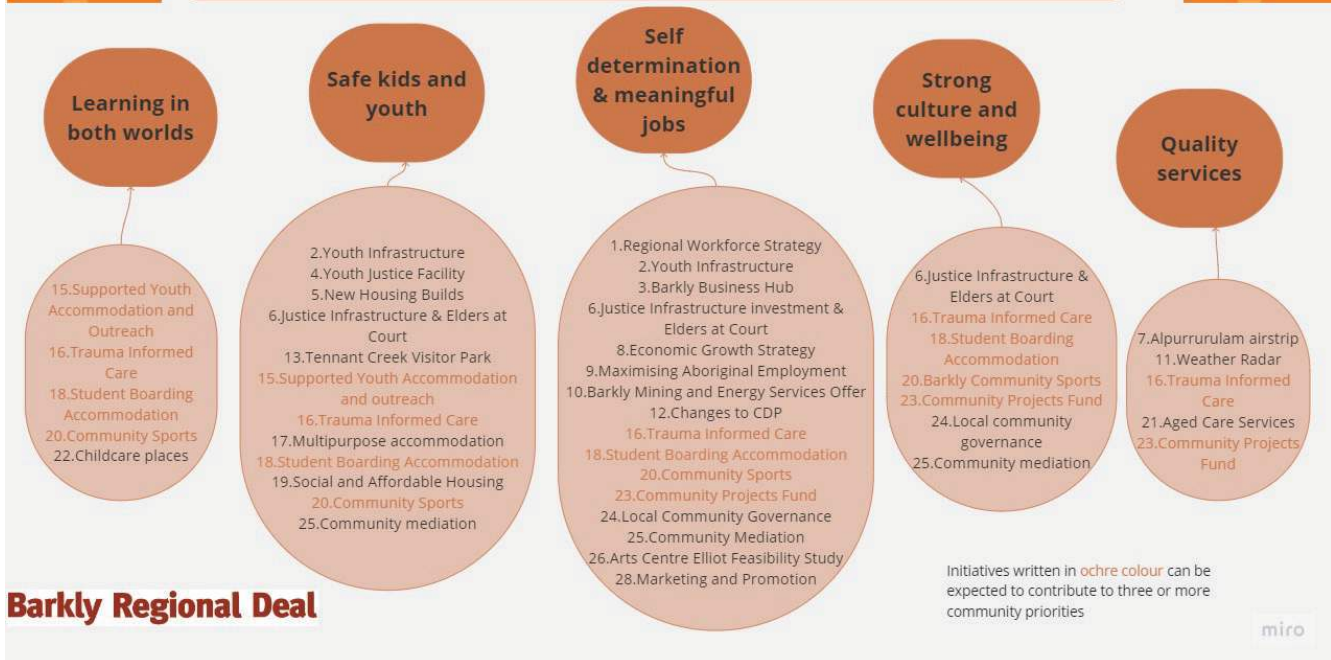 Learning in
both worlds
15.Supported Youth
Accommodation and
Outreach
16.Trauma Informed
Care
18.Student Boarding
Accommodation
20.Community Sports
22.Childcare places
Safe kids and
youth
2.Youth Infrastructure
4.Youth Justice Facility
5.New Housing Builds
6.Justice Infrastructure & Elders at
Court
13.Tennant Creek Visitor Park
15.Supported Youth Accommodation
and outreach
16.Trauma Informed Care
17.Multipurpose accommodation
18.Student Boarding Accommodation
19.Social and Affordable Housing
20.Community Sports
25.Community mediation
Self
determination
& meaningful
jobs
1.Regional Workforce Strategy
2.Youth Infrastructure
3.Barkly Business Hub
6.Justice Infrastructure investment &
Elders at Court
8.Economic Growth Strategy
9.Maximising Aboriginal Employment
10.Barkly Mining and Energy Services Offer
12.Changes to CDP
16.Trauma Informed Care
18.Student Boarding Accommodation
20.Community Sports
23.Community Projects Fund
24.Local Community Governance
25.Community Mediation
26.Arts Centre Elliot Feasibility Study
28.Marketing and Promotion
Strong
culture and
wellbeing
6.Justice Infrastructure &
Elders at Court
16.Trauma Informed Care
18.Student Boarding
Accommodation
20.Barkly Community Sports
23.Community Projects Fund
24.Local community
governance
25.Community mediation
Quality
services
7.Alpurrurulam airstrip
11.Weather Radar
16.Trauma Informed
Care
21.Aged Care Services
23.Community Projects
Fund
Initiatives written in ochre colour can be
expected to contribute to three or more
community priorities
Barkly Regional Deal
miro